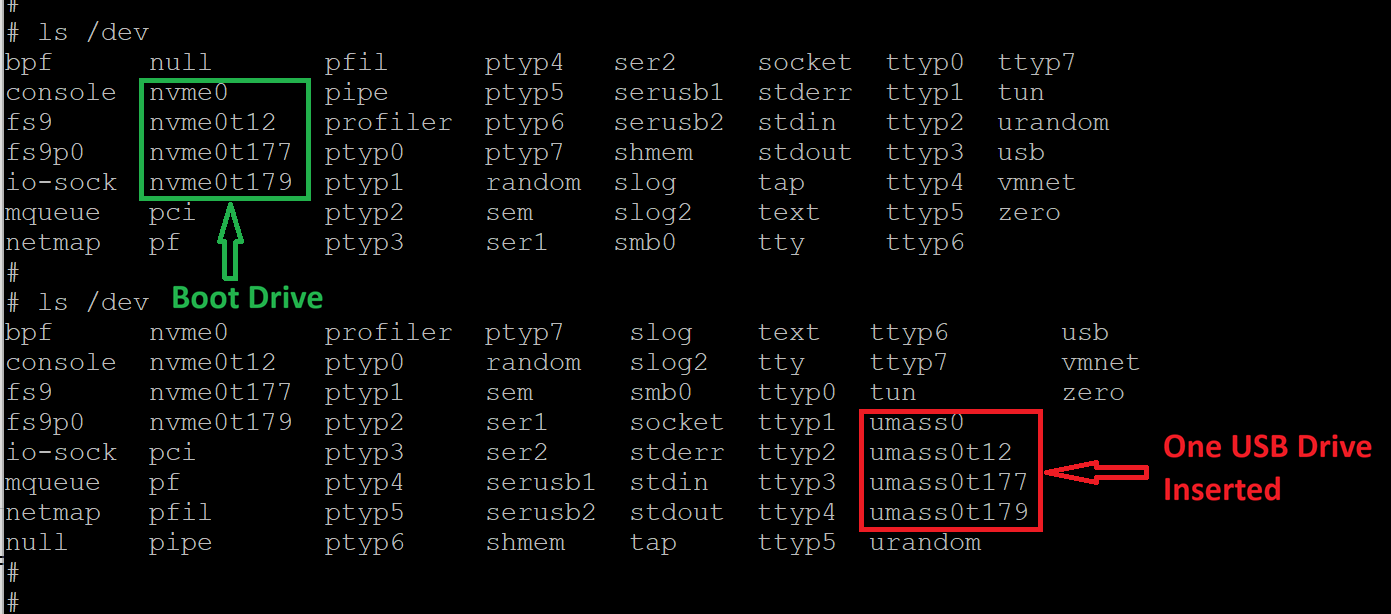 #
# ls /dev
bpf null pfil ptyp4 ser2 socket ttyp0 ttyp7
console nvme0 pipe ptyp5 serusb1 stderr ttyp1 tun
fs9 nvme0t12 profiler ptyp6 serusb2 stdin ttyp2 urandom
fs9p0 nvme0t177 ptyp0 ptyp7 shmem stdout ttyp3 usb
io-sock nvme0t179 ptyp1 random slog tap ttyp4 vmnet
mqueue pci ptyp2 sem slog2 text ttyp5 zero
netmap pf ptyp3 ser1 smb0 tty ttyp6
#
# ls /dev
Boot Drive
bpf nvme0 profiler ptyp7 slog text ttyp6 usb
console nvme0t12 ptyp0 random slog2 tty ttyp7 vmnet
fs9 nvme0t177 ptyp1 sem smb0 ttyp0 tun zero
fs9p0 nvme0t179 ptyp2 ser1 socket ttyp1 umass0
io-sock pci ptyp3 ser2 stderr ttyp2 umass0t12
mqueue pf ptyp4 serusb1 stdin ttyp3 umass0t177
netmap pfil ptyp5 serusb2 stdout ttyp4 umass0t179
null pipe ptyp6 shmem tap ttyp5 urandom
One USB Drive
Inserted
#
#